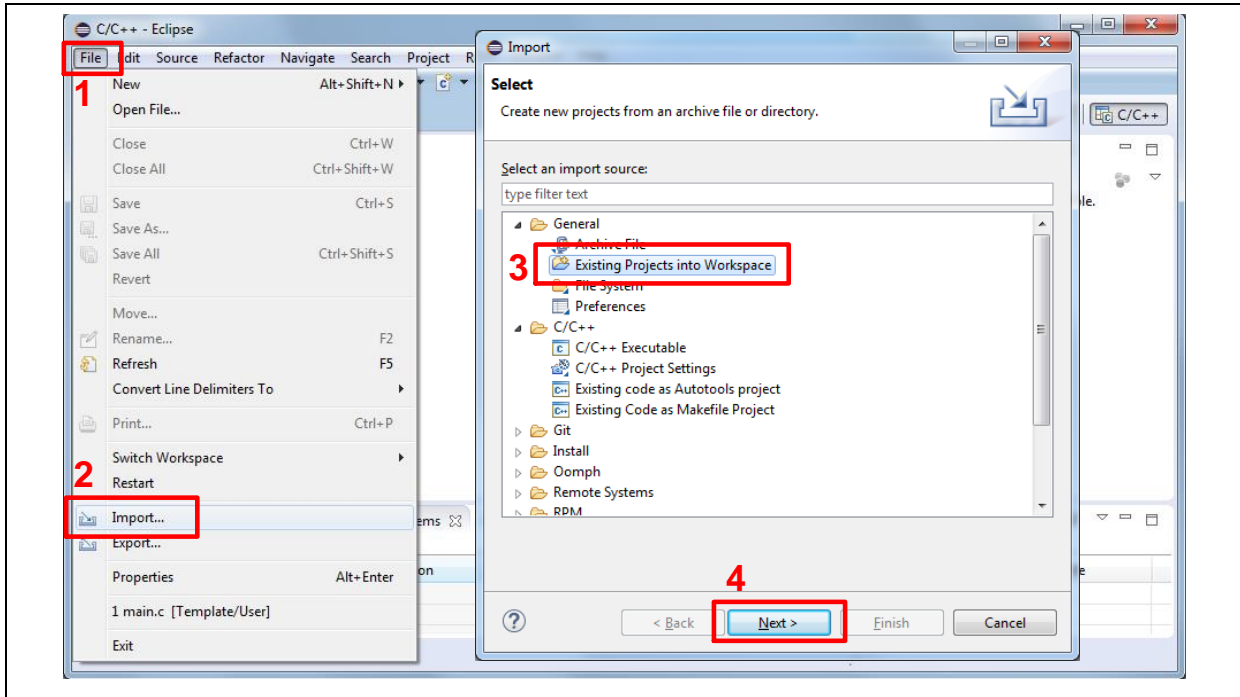 C/C++ - Eclipse
File Edit Source Refactor Navigate Search Project R
1
New Alt+Shift+N
Open File...
Close Ctrl+W
Close All Ctrl+Shift+W
Save Ctrl+S
Save As...
Save All Ctrl+Shift+S
Revert
Move...
Rename... F2
Refresh F5
Convert Line Delimiters To
Print... Ctrl+P
Switch Workspace
2
Restart
Import...
Export...
Properties Alt+Enter
1 main.c [Template/User]
Exit
Import
Select
Create new projects from an archive file or directory.
Select an import source:
type filter text
General
Archive File
3
Existing Projects into Workspace
File System
Preferences
C/C++
C/C++ Executable
C/C++ Project Settings
Existing code as Autotools project
Existing Code as Makefile Project
Git
Install
Oomph
Remote Systems
RPM
4
< Back Next > Finish Cancel
C/C++
ole.
ems
on
e